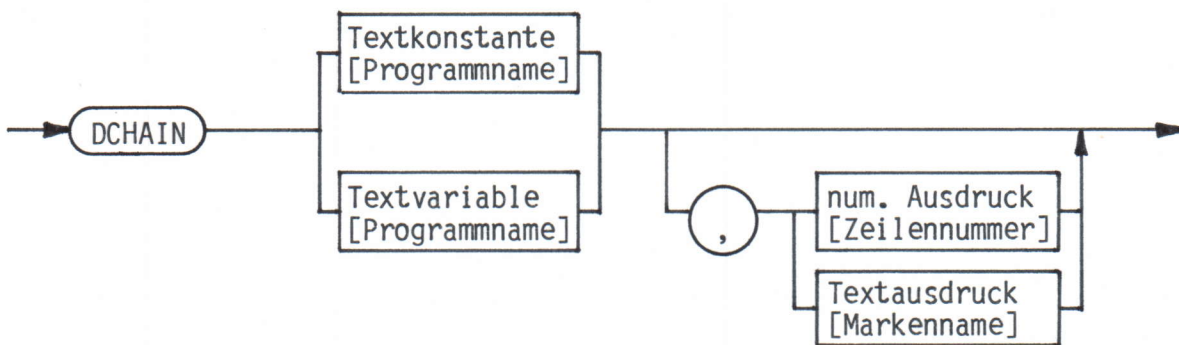 Textkonstante
[Programmname]
DCHAIN
Textvariable
[Programmname]
,
num. Ausdruck
[Zeilennummer]
Textausdruck
[Markenname]